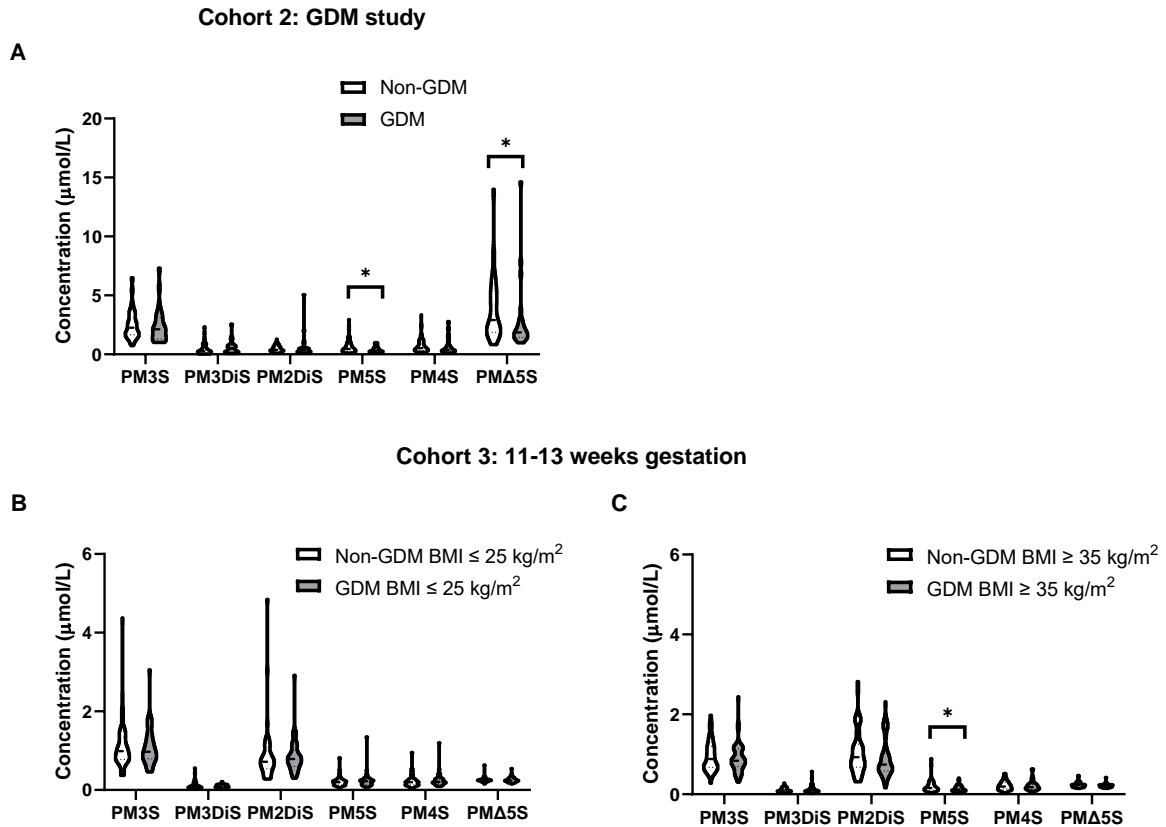 Cohort 2: GDM study
A
Non-GDM
GDM
Concentration (μmol/L)
20
15
10
5
0
*
*
PM3S PM3DiS PM2DiS PM5S PM4S PMΔ5S
Cohort 3: 11-13 weeks gestation
B
Non-GDM BMI ≤ 25 kg/m²
GDM BMI ≤ 25 kg/m²
Concentration (μmol/L)
6
4
2
0
PM3S PM3DiS PM2DiS PM5S PM4S PMΔ5S
C
Non-GDM BMI ≥ 35 kg/m²
GDM BMI ≥ 35 kg/m²
Concentration (μmol/L)
6
4
2
0
*
PM3S PM3DiS PM2DiS PM5S PM4S PMΔ5S